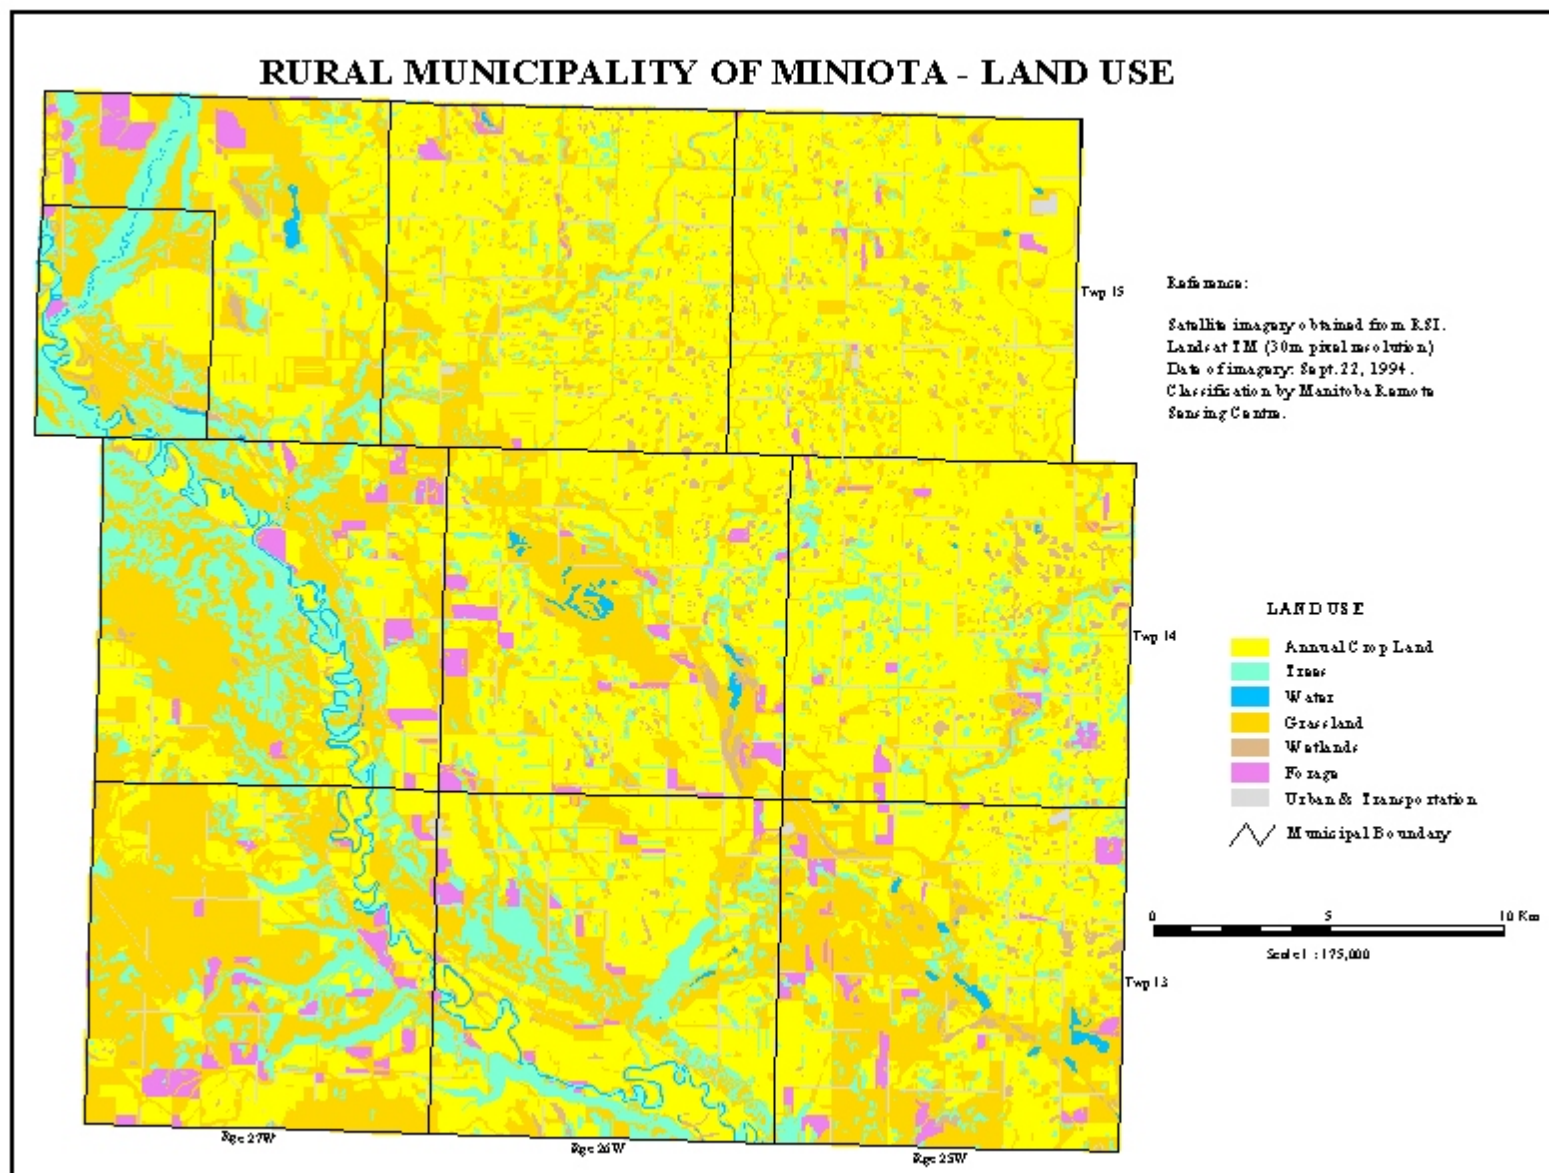 RURAL MUNICIPALITY OF MINIOTA - LAND USE
Twp 15
Reference:
Satellite imagery obtained from RSI.
Landsat TM (30m pixel resolution)
Date of imagery: Sept. 22, 1994.
Classification by Manitoba Remote
Sensing Centre.
LAND USE
Annual Crop Land
Trees
Water
Grassland
Wetlands
Forage
Urban & Transportation
Municipal Boundary
Twp 14
0 5 10 Km
Scale 1 : 175,000
Twp 13
Rge 27W
Rge 26W
Rge 25W